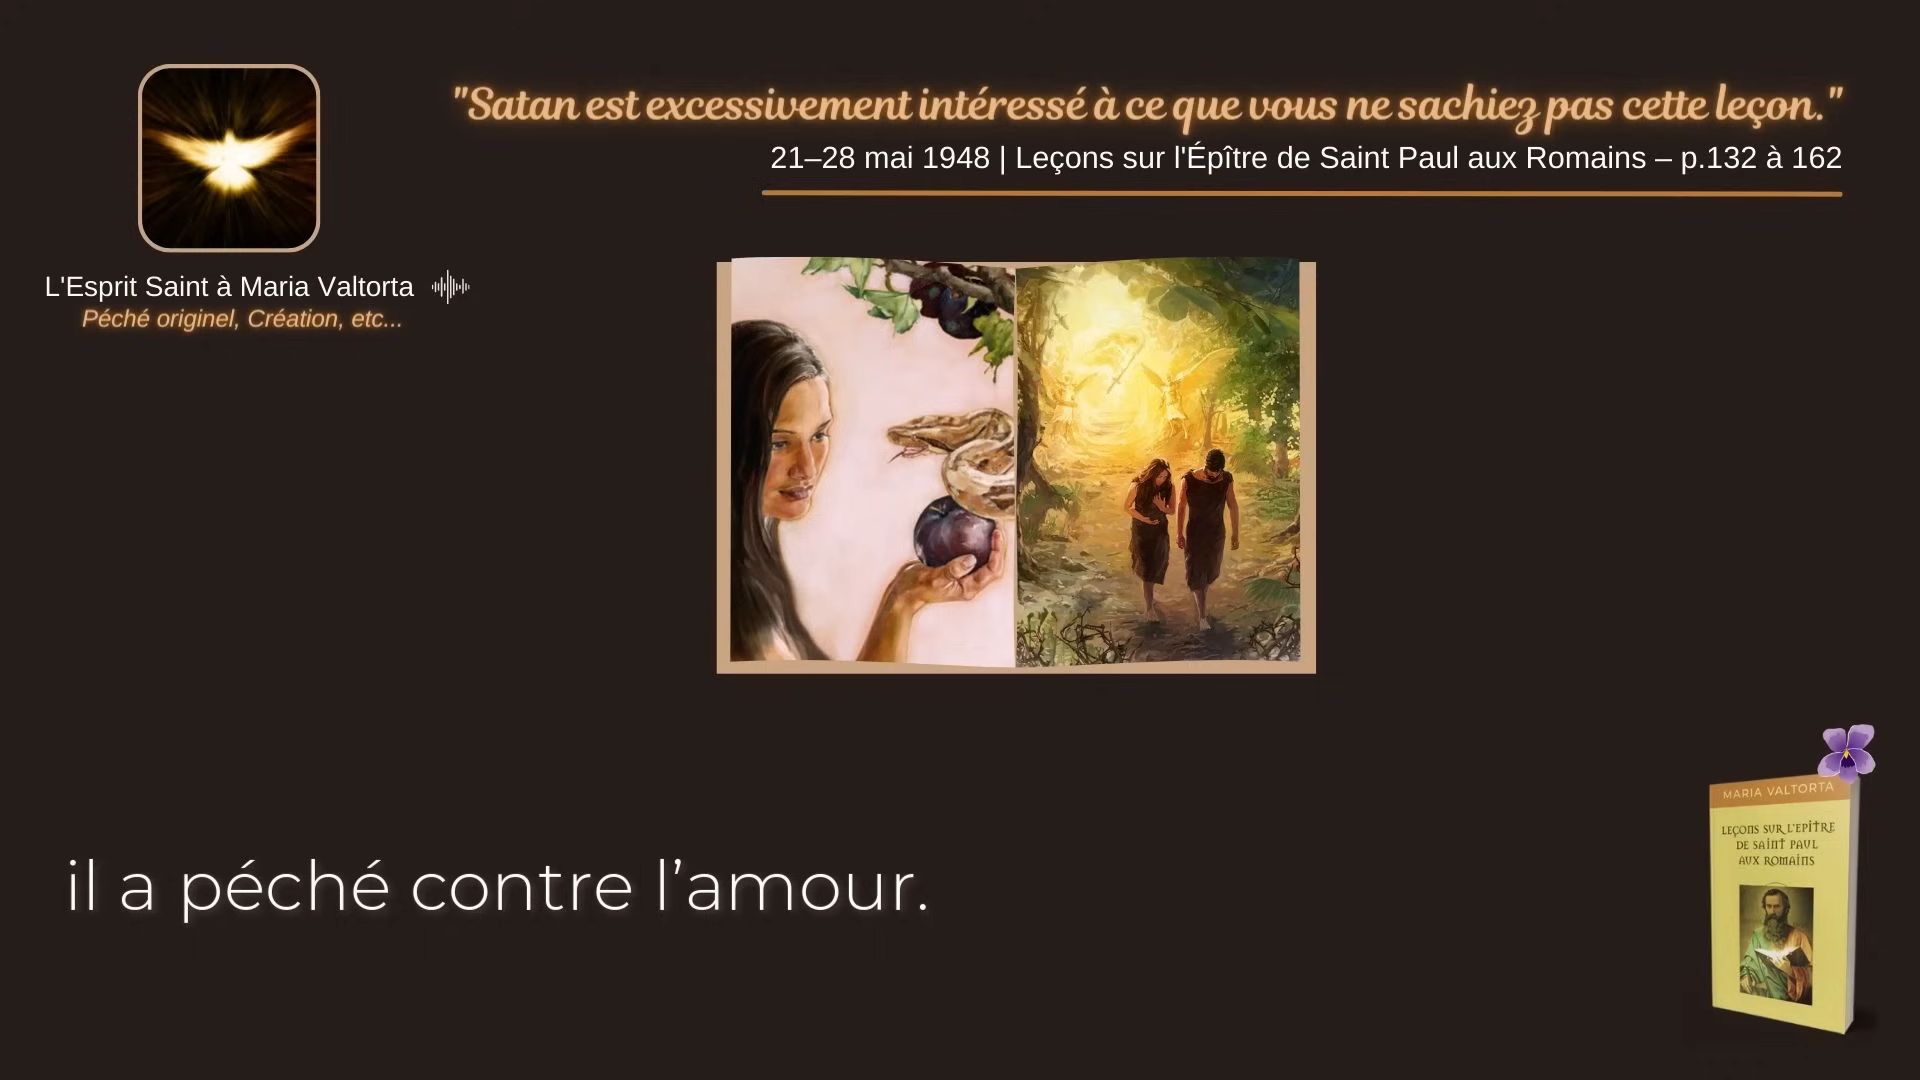 "Satan est excessivement intéressé à ce que vous ne sachiez pas cette leçon."
21–28 mai 1948 | Leçons sur l'Épître de Saint Paul aux Romains – p.132 à 162
L'Esprit Saint à Maria Valtorta
Péché originel, Création, etc...
il a péché contre l’amour.
MARIA VALTORTA
LEÇONS SUR L'EPÎTRE
DE SAINT PAUL
AUX ROMAINS